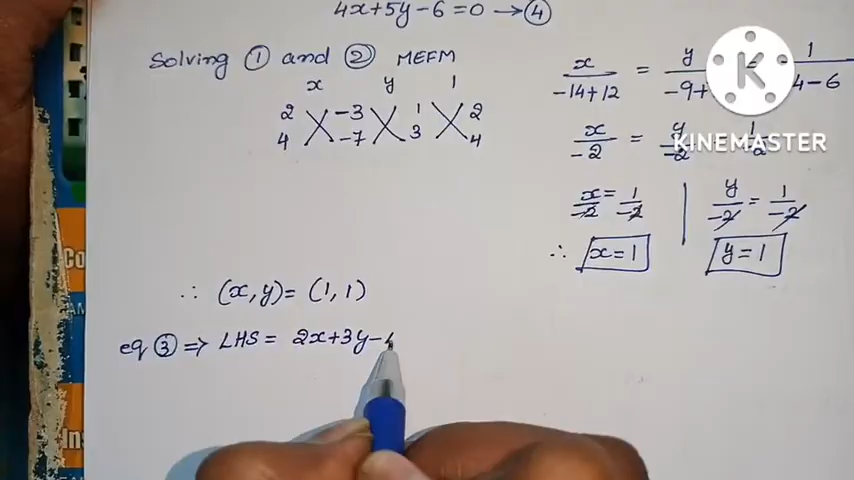 4x+5y-6=0 →④
Solving ① and ② MEFM
x y 1
2 -3 1 2
4 -7 3 4
x/-14+12 = y/-9+ = 1/4-6
x/-2 = y/-2 1/-2
x/-2 = 1/-2 | y/-2 = 1/-2
∴ x=1 y=1
∴ (x,y)= (1,1)
eq ③ ⇒ LHS = 2x+3y-
K
KINEMASTER
Co
JAM